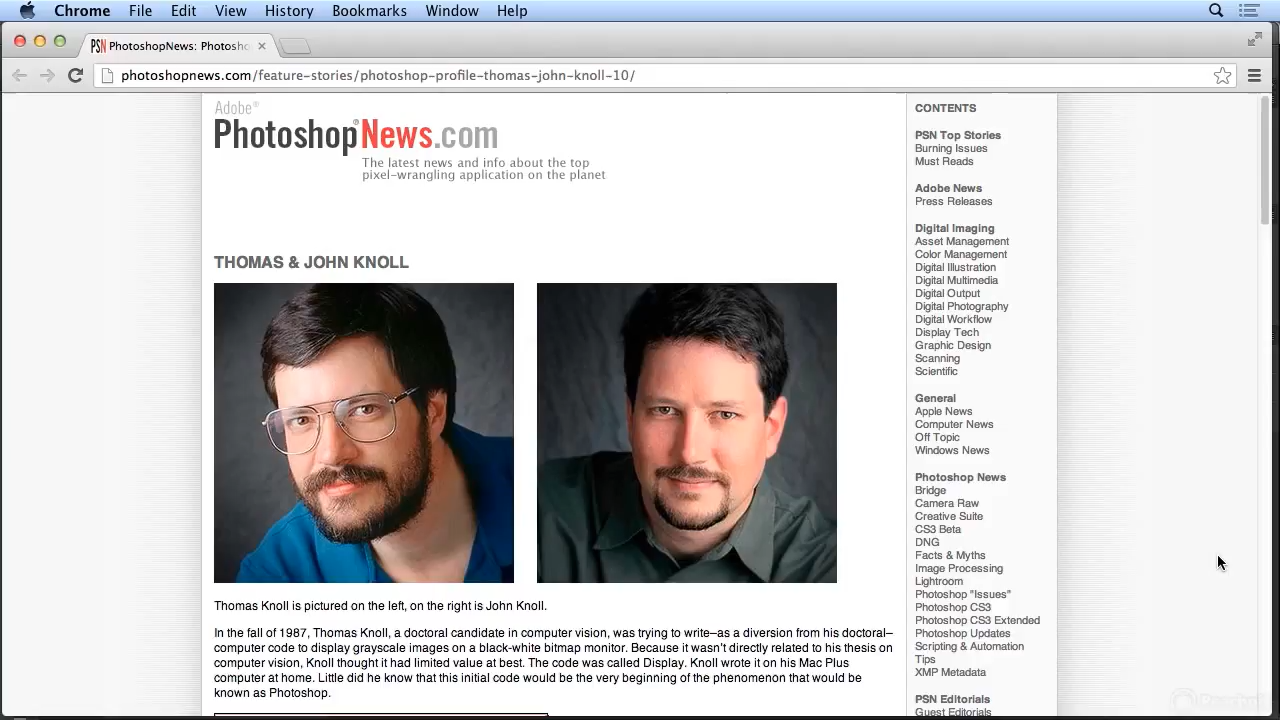 Chrome File Edit View History Bookmarks Window Help
PSN PhotoshopNews: Photosh
photoshopnews.com/feature-stories/photoshop-profile-thomas-john-knoll-10/
Adobe®
Photoshop®News.com
The latest news and info about the top
pixel-wrangling application on the planet
THOMAS & JOHN KNOLL
Thomas Knoll is pictured on the left, on the right is John Knoll.
In the fall of 1987, Thomas Knoll, a doctoral candidate in computer vision, was trying to write–as a diversion from his doctoral–
computer code to display grayscale images on a black-white bitmap monitor. Because it wasn't directly related to his thesis on
computer vision, Knoll thought it had limited value at best. The code was called Display. Knoll wrote it on his Mac Plus
computer at home. Little did he know that this initial code would be the very beginning of the phenomenon that would be
known as Photoshop.
CONTENTS
PSN Top Stories
Burning Issues
Must Reads
Adobe News
Press Releases
Digital Imaging
Asset Management
Color Management
Digital Illustration
Digital Multimedia
Digital Output
Digital Photography
Digital Workflow
Display Tech
Graphic Design
Scanning
Scientific
General
Apple News
Computer News
Off Topic
Windows News
Photoshop News
Bridge
Camera Raw
Creative Suite
CS3 Beta
DNG
Facts & Myths
Image Processing
Lightroom
Photoshop "Issues"
Photoshop CS3
Photoshop CS3 Extended
Photoshop Updates
Scripting & Automation
Tips
XMP Metadata
PSN Editorials
Guest Editorials
Peachpit